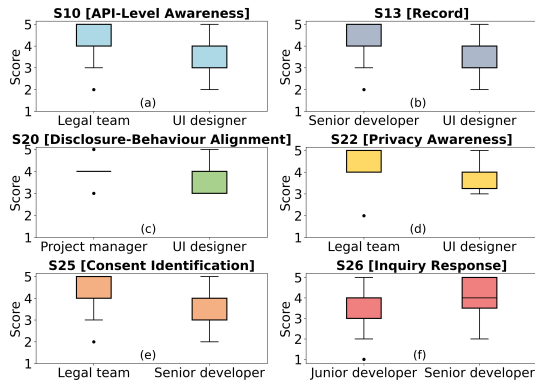 S10 [API-Level Awareness]
5
4
3
2
1
Score
(a)
Legal team UI designer
S13 [Record]
5
4
3
2
1
Score
(b)
Senior developer UI designer
S20 [Disclosure-Behaviour Alignment]
5
4
3
2
1
Score
(c)
Project manager UI designer
S22 [Privacy Awareness]
5
4
3
2
1
Score
(d)
Legal team UI designer
S25 [Consent Identification]
5
4
3
2
1
Score
(e)
Legal team Senior developer
S26 [Inquiry Response]
5
4
3
2
1
Score
(f)
Junior developer Senior developer